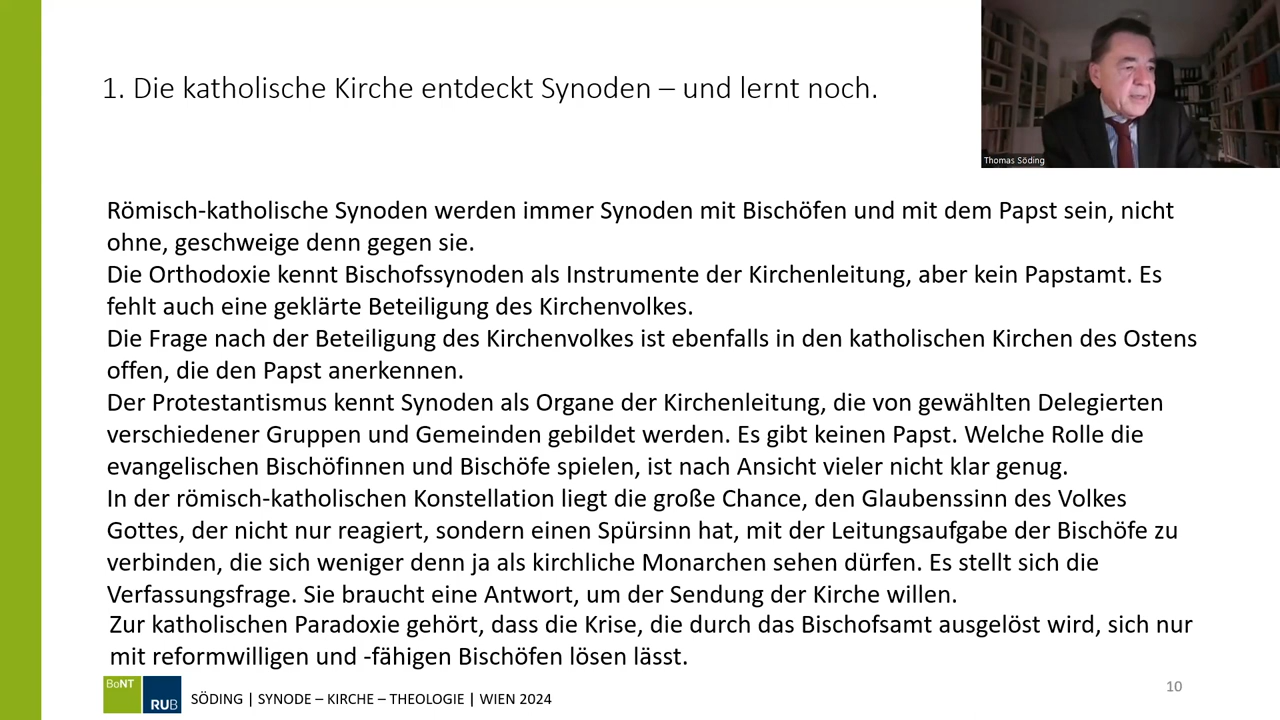 1. Die katholische Kirche entdeckt Synoden – und lernt noch.
Thomas Söding
Römisch-katholische Synoden werden immer Synoden mit Bischöfen und mit dem Papst sein, nicht
ohne, geschweige denn gegen sie.
Die Orthodoxie kennt Bischofssynoden als Instrumente der Kirchenleitung, aber kein Papstamt. Es
fehlt auch eine geklärte Beteiligung des Kirchenvolkes.
Die Frage nach der Beteiligung des Kirchenvolkes ist ebenfalls in den katholischen Kirchen des Ostens
offen, die den Papst anerkennen.
Der Protestantismus kennt Synoden als Organe der Kirchenleitung, die von gewählten Delegierten
verschiedener Gruppen und Gemeinden gebildet werden. Es gibt keinen Papst. Welche Rolle die
evangelischen Bischöfinnen und Bischöfe spielen, ist nach Ansicht vieler nicht klar genug.
In der römisch-katholischen Konstellation liegt die große Chance, den Glaubenssinn des Volkes
Gottes, der nicht nur reagiert, sondern einen Spürsinn hat, mit der Leitungsaufgabe der Bischöfe zu
verbinden, die sich weniger denn ja als kirchliche Monarchen sehen dürfen. Es stellt sich die
Verfassungsfrage. Sie braucht eine Antwort, um der Sendung der Kirche willen.
Zur katholischen Paradoxie gehört, dass die Krise, die durch das Bischofsamt ausgelöst wird, sich nur
mit reformwilligen und -fähigen Bischöfen lösen lässt.
BoNT
RUB
SÖDING | SYNODE – KIRCHE – THEOLOGIE | WIEN 2024
10